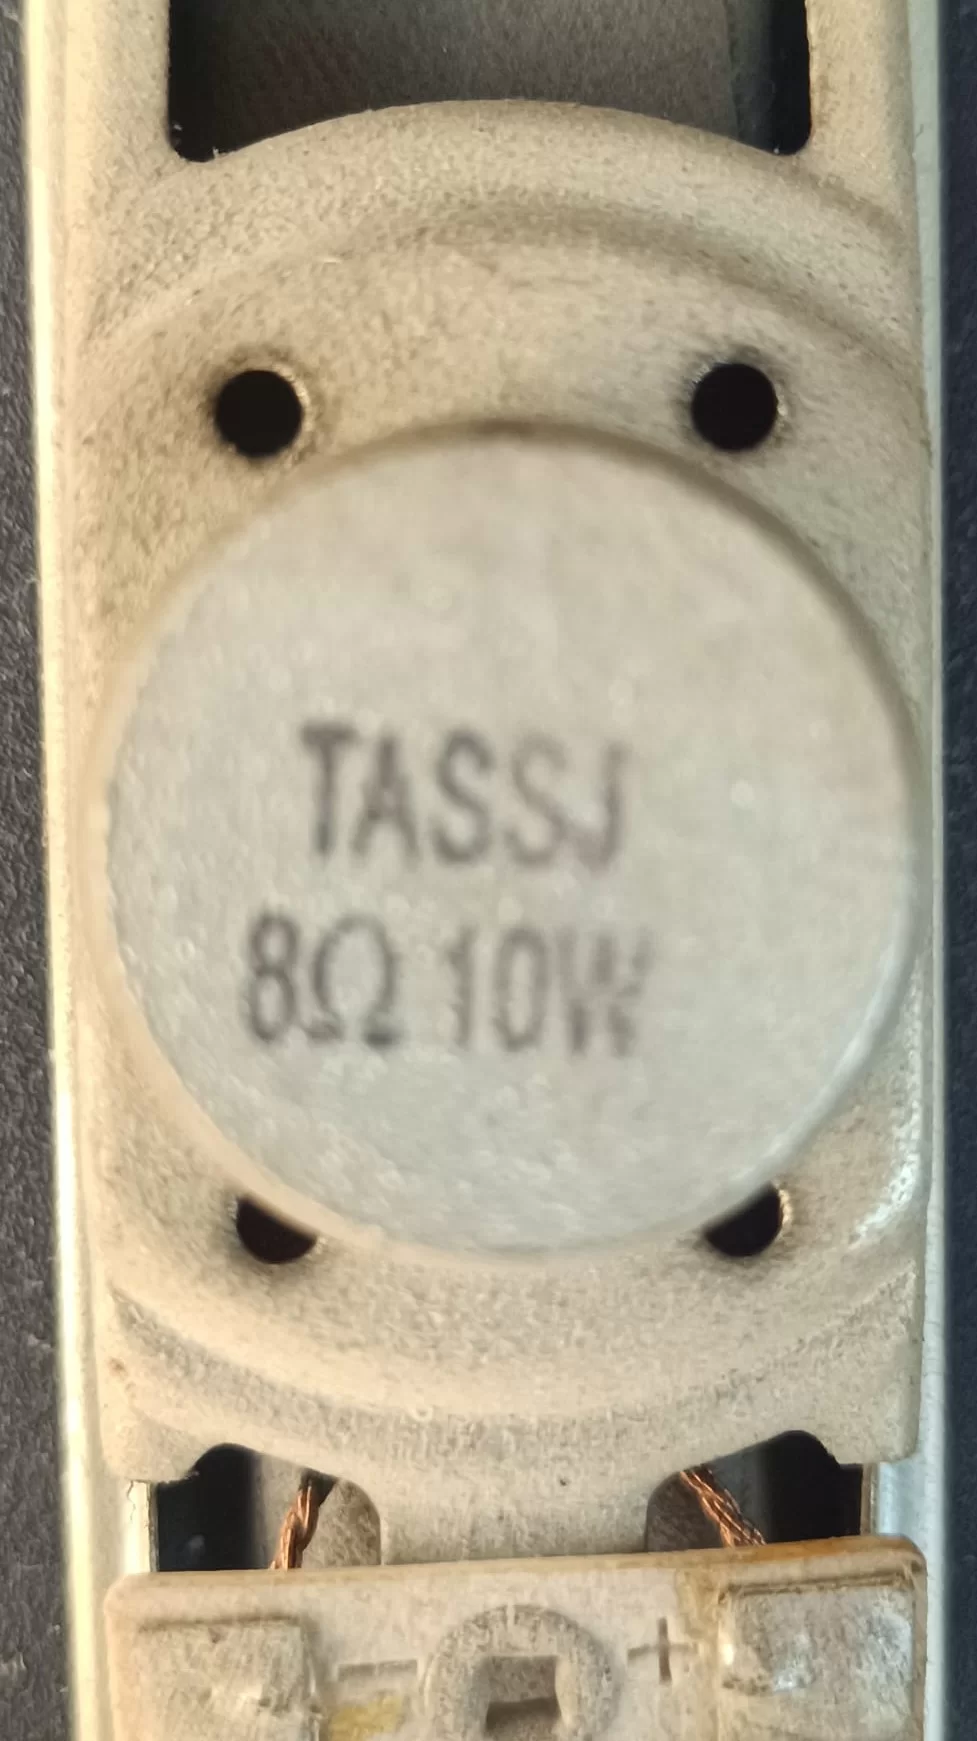 TASSJ
8Ω 10W
- +